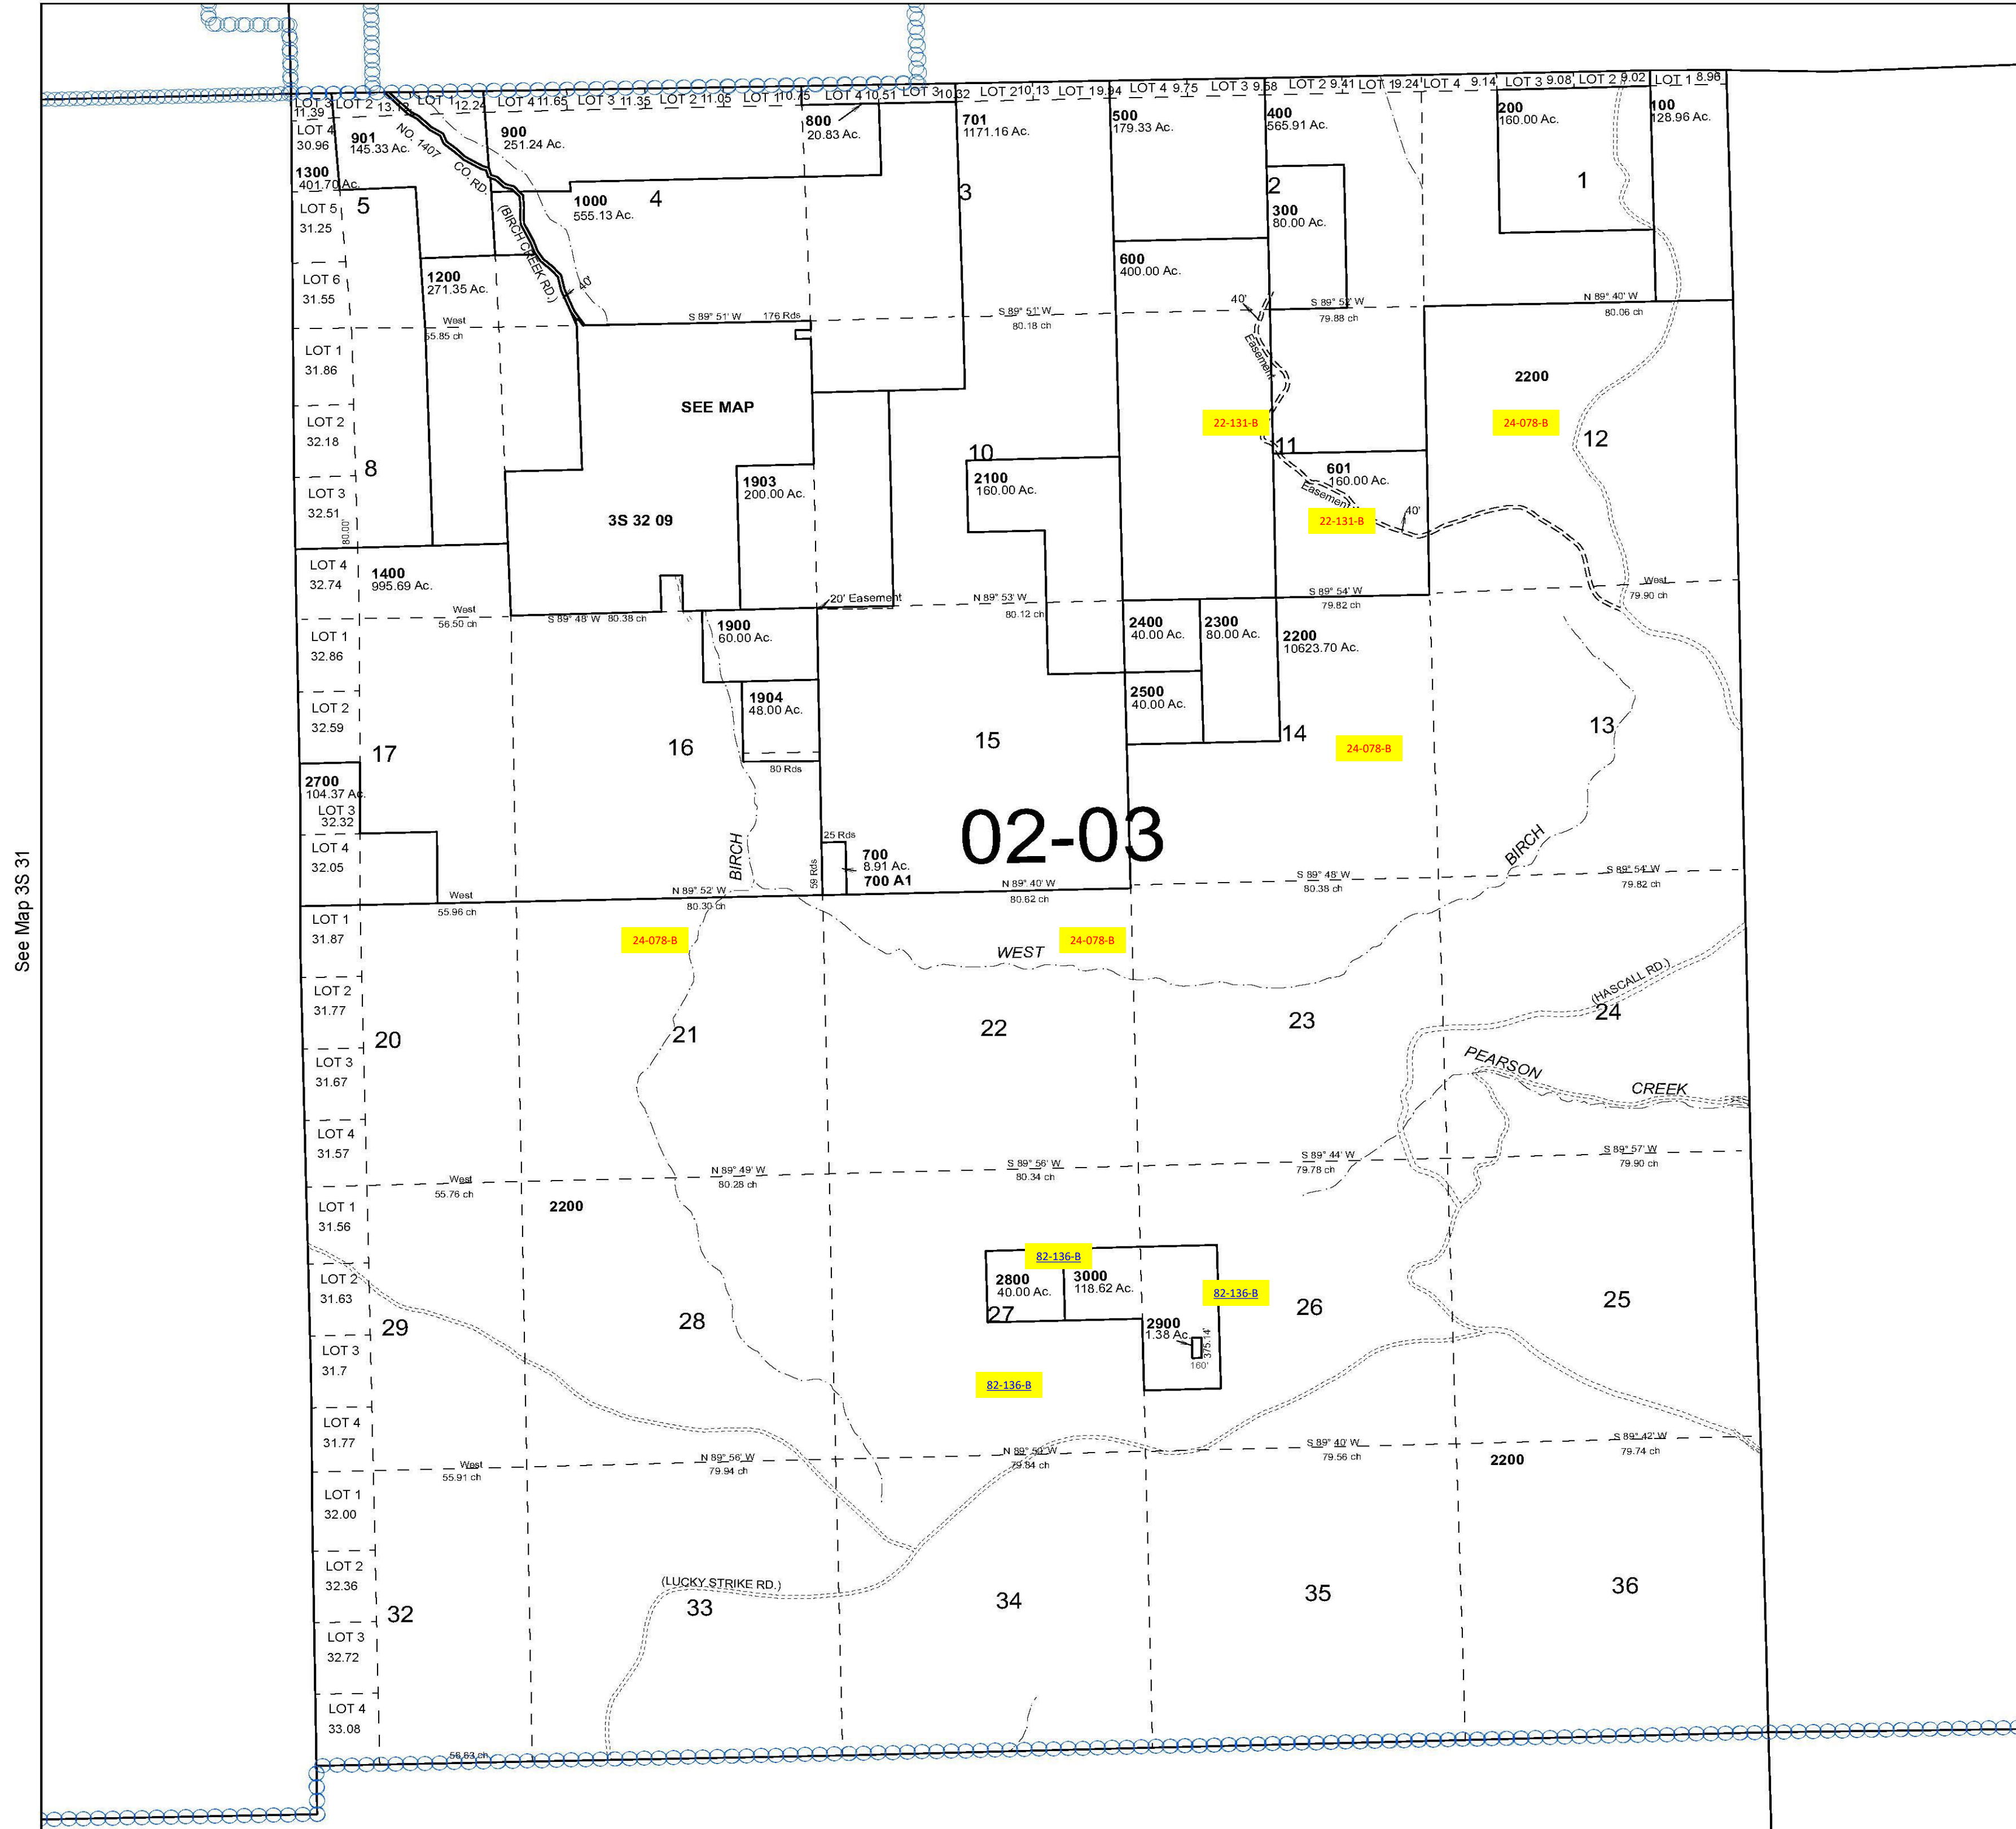 LOT 3
11.39
LOT 2 13.13
LOT 1 12.24
LOT 4 11.65
LOT 3 11.35
LOT 2 11.05
LOT 1 10.75
LOT 4 10.51
LOT 3 10.32
LOT 2 10.13
LOT 1 9.94
LOT 4 9.75
LOT 3 9.58
LOT 2 9.41
LOT 1 9.24
LOT 4 9.14
LOT 3 9.08
LOT 2 9.02
LOT 1 8.96
LOT 4
30.96
901
145.33 Ac.
NO. 1407
CO. RD.
(BIRCH CREEK RD.)
40'
900
251.24 Ac.
800
20.83 Ac.
701
1171.16 Ac.
500
179.33 Ac.
400
565.91 Ac.
200
160.00 Ac.
100
128.96 Ac.
1300
401.70 Ac.
5
4
3
2
1
1000
555.13 Ac.
300
80.00 Ac.
LOT 5
31.25
LOT 6
31.55
1200
271.35 Ac.
600
400.00 Ac.
West
55.85 ch
S 89° 51' W 176 Rds
S 89° 51' W
80.18 ch
40'
S 89° 52' W
79.88 ch
N 89° 40' W
80.06 ch
Easement
LOT 1
31.86
LOT 2
32.18
LOT 3
32.51
80.00'
8
SEE MAP
3S 32 09
2200
22-131-B
24-078-B
10
11
12
1903
200.00 Ac.
2100
160.00 Ac.
601
160.00 Ac.
Easement
40'
22-131-B
LOT 4
32.74
1400
995.69 Ac.
West
56.50 ch
S 89° 48' W 80.38 ch
20' Easement
N 89° 53' W
80.12 ch
S 89° 54' W
79.82 ch
West
79.90 ch
1900
60.00 Ac.
2400
40.00 Ac.
2300
80.00 Ac.
2200
10623.70 Ac.
LOT 1
32.86
LOT 2
32.59
1904
48.00 Ac.
2500
40.00 Ac.
17
16
15
14
13
24-078-B
80 Rds
2700
104.37 Ac.
LOT 3
32.32
LOT 4
32.05
02-03
BIRCH
25 Rds
59 Rds
700
8.91 Ac.
700 A1
BIRCH
See Map 3S 31
West
55.96 ch
N 89° 52' W
80.30 ch
N 89° 40' W
80.62 ch
S 89° 48' W
80.38 ch
S 89° 54' W
79.82 ch
LOT 1
31.87
24-078-B
24-078-B
WEST
LOT 2
31.77
(HASCALL RD.)
20
21
22
23
24
LOT 3
31.67
PEARSON
CREEK
LOT 4
31.57
West
55.76 ch
N 89° 49' W
80.28 ch
S 89° 56' W
80.34 ch
S 89° 44' W
79.78 ch
S 89° 57' W
79.90 ch
LOT 1
31.56
2200
82-136-B
LOT 2
31.63
2800
40.00 Ac.
3000
118.62 Ac.
82-136-B
29
28
27
26
25
LOT 3
31.7
2900
1.38 Ac.
375.14'
160'
82-136-B
LOT 4
31.77
West
55.91 ch
N 89° 56' W
79.94 ch
N 89° 50' W
79.84 ch
S 89° 40' W
79.56 ch
S 89° 42' W
79.74 ch
2200
LOT 1
32.00
LOT 2
32.36
(LUCKY STRIKE RD.)
32
33
34
35
36
LOT 3
32.72
LOT 4
33.08